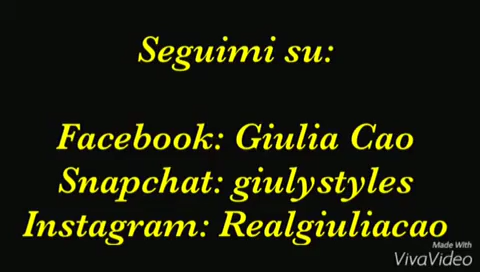 Seguimi su:
Facebook: Giulia Cao
Snapchat: giulystyles
Instagram: Realgiuliacao
Made With
VivaVideo